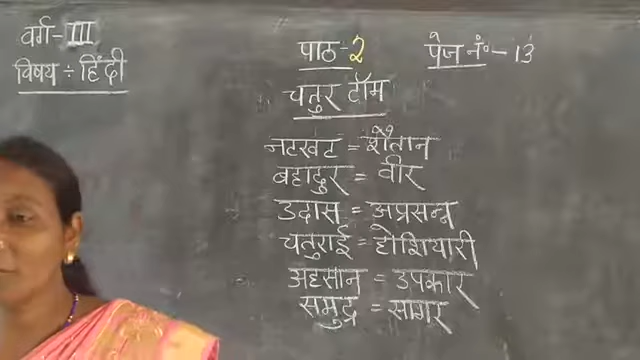 वर्ग-III
विषय ÷ हिंदी
पाठ-2
पेज नं०-13
चतुर टॉम
नटखट = शैतान
बहादुर = वीर
उदास = अप्रसन्न
चतुराई = होशियारी
अहसान = उपकार
समुद्र = सागर